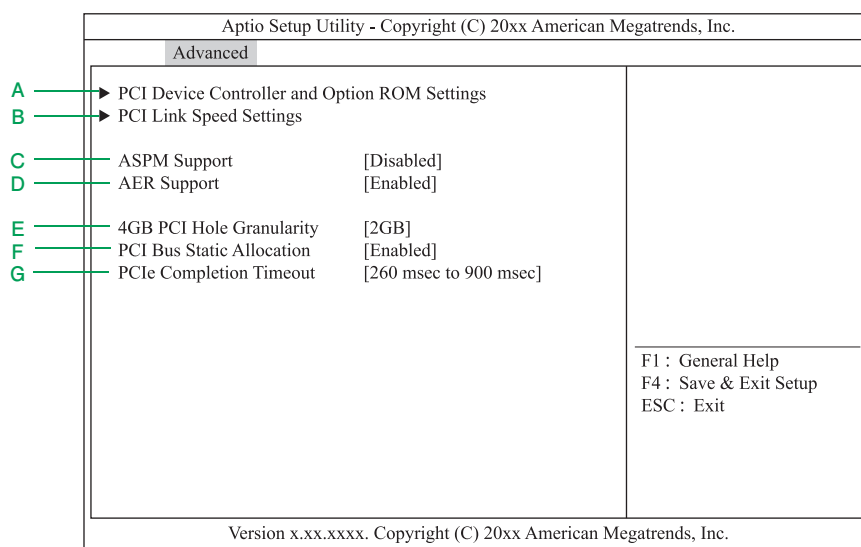 Aptio Setup Utility - Copyright (C) 20xx American Megatrends, Inc.
Advanced
A ▶ PCI Device Controller and Option ROM Settings
B ▶ PCI Link Speed Settings
C ASPM Support [Disabled]
D AER Support [Enabled]
E 4GB PCI Hole Granularity [2GB]
F PCI Bus Static Allocation [Enabled]
G PCIe Completion Timeout [260 msec to 900 msec]
F1 : General Help
F4 : Save & Exit Setup
ESC : Exit
Version x.xx.xxxx. Copyright (C) 20xx American Megatrends, Inc.